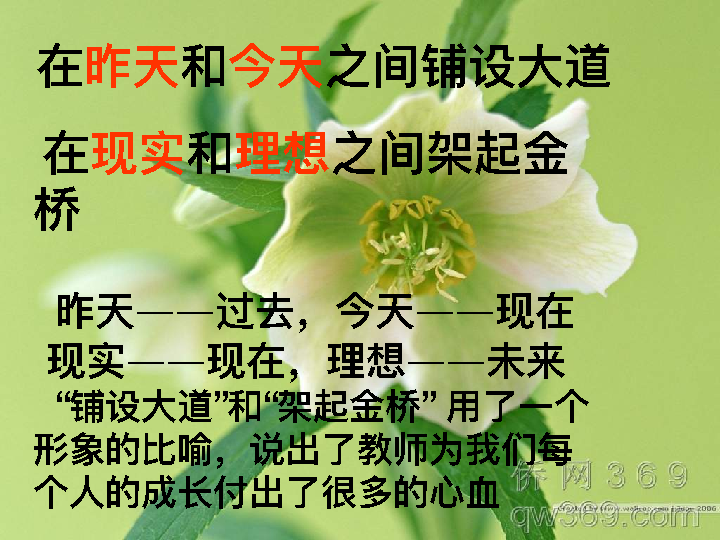 在昨天和今天之间铺设大道
在现实和理想之间架起金
桥
昨天——过去，今天——现在
现实——现在，理想——未来
“铺设大道”和“架起金桥” 用了一个
形象的比喻，说出了教师为我们每
个人的成长付出了很多的心血
侨网369
qw369.com